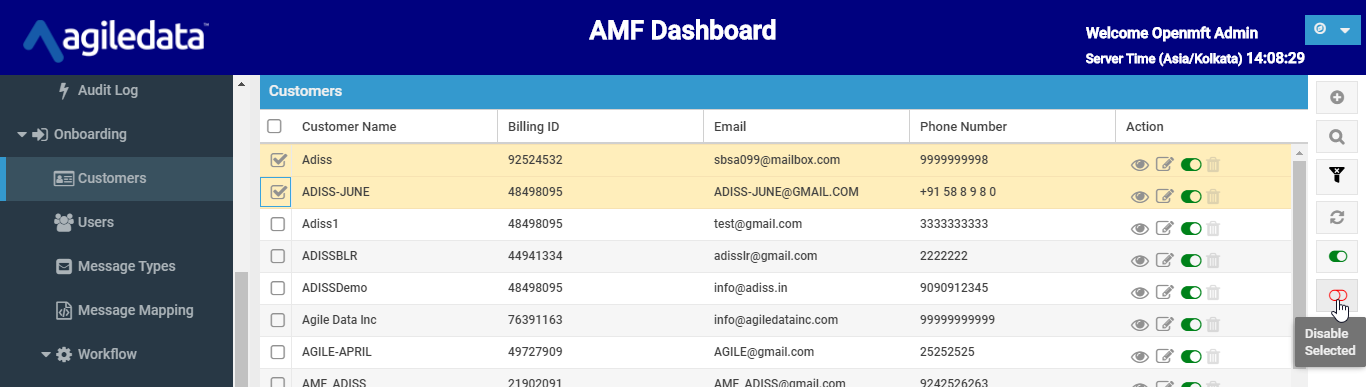 agiledata™
AMF Dashboard
Welcome Openmft Admin
Server Time (Asia/Kolkata) 14:08:29
Audit Log
Onboarding
Customers
Users
Message Types
Message Mapping
Workflow
Customers
Customer Name Billing ID Email Phone Number Action
Adiss 92524532 sbsa099@mailbox.com 9999999998
ADISS-JUNE 48498095 ADISS-JUNE@GMAIL.COM +91 58 8 9 8 0
Adiss1 48498095 test@gmail.com 3333333333
ADISSBLR 44941334 adisslr@gmail.com 2222222
ADISSDemo 48498095 info@adiss.in 9090912345
Agile Data Inc 76391163 info@agiledatainc.com 99999999999
AGILE-APRIL 49727909 AGILE@gmail.com 25252525
AMF_ADISS 21902091 AMF_ADISS@gmail.com 9242526263
Disable
Selected